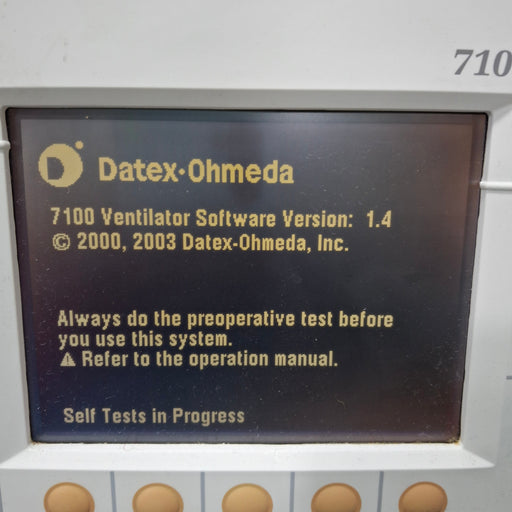 710
Datex-Ohmeda
7100 Ventilator Software Version: 1.4
© 2000, 2003 Datex-Ohmeda, Inc.
Always do the preoperative test before
you use this system.
⚠ Refer to the operation manual.
Self Tests in Progress